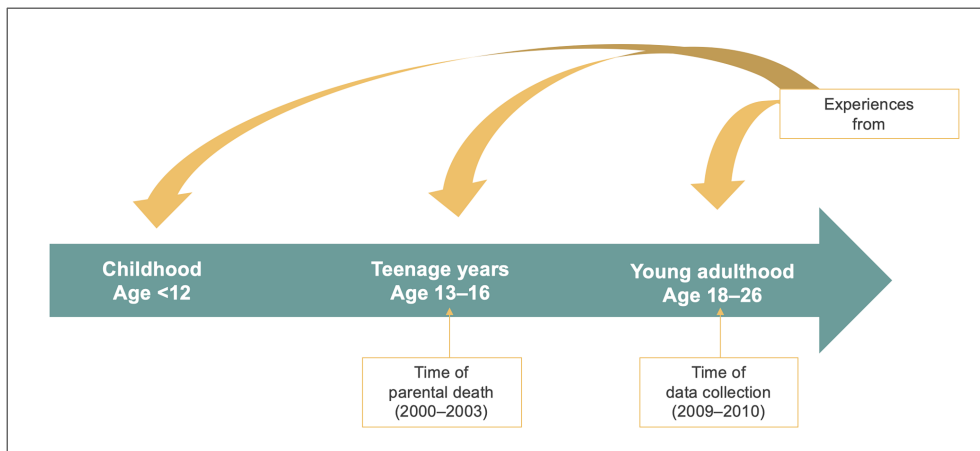 Experiences
from
Childhood
Age <12
Teenage years
Age 13–16
Young adulthood
Age 18–26
Time of
parental death
(2000–2003)
Time of
data collection
(2009–2010)